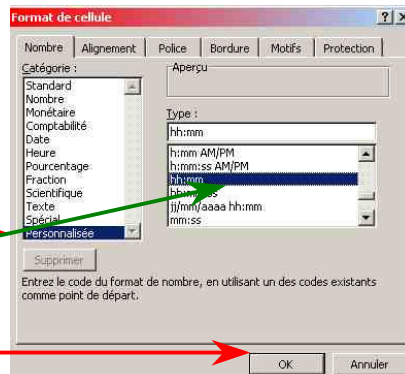 Format de cellule
Nombre Alignement Police Bordure Motifs Protection
Catégorie :
Standard
Nombre
Monétaire
Comptabilité
Date
Heure
Pourcentage
Fraction
Scientifique
Texte
Spécial
Personnalisée
Aperçu
Type :
hh:mm
h:mm AM/PM
h:mm:ss AM/PM
hh:mm
jj/mm/aaaa hh:mm
mm:ss
Supprimer
Entrez le code du format de nombre, en utilisant un des codes existants
comme point de départ.
OK Annuler